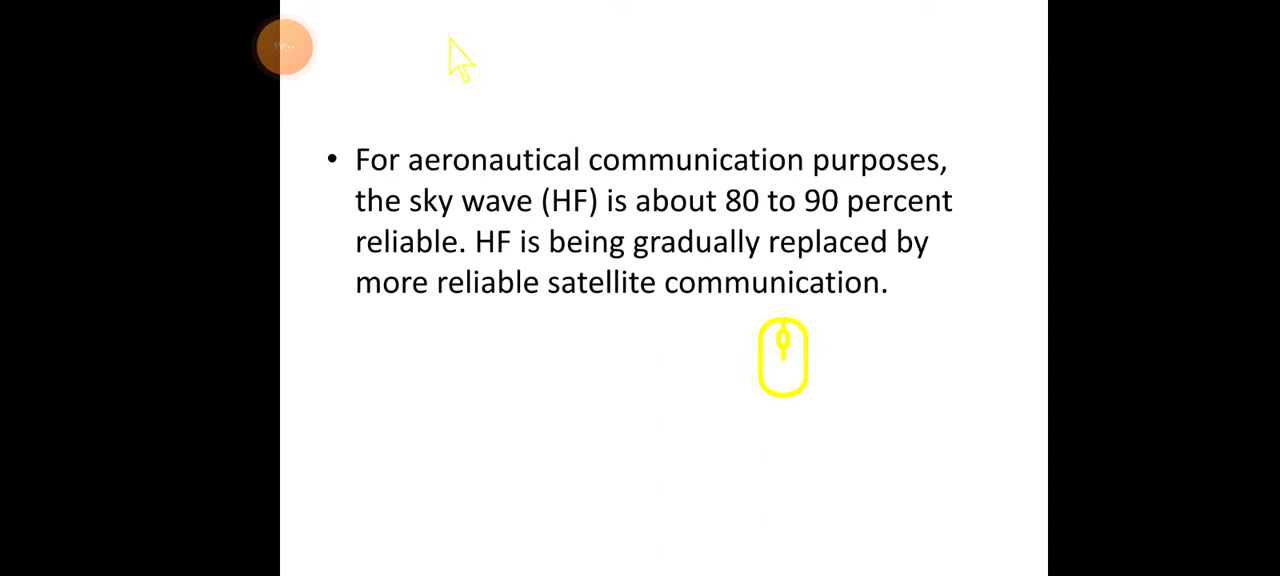 • For aeronautical communication purposes,
the sky wave (HF) is about 80 to 90 percent
reliable. HF is being gradually replaced by
more reliable satellite communication.